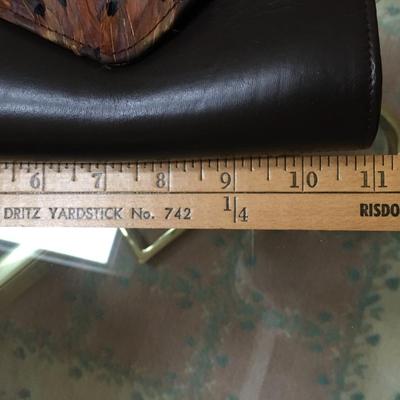 6 7 8 9 10 11
DRITZ YARDSTICK No. 742 1/4 RISDO